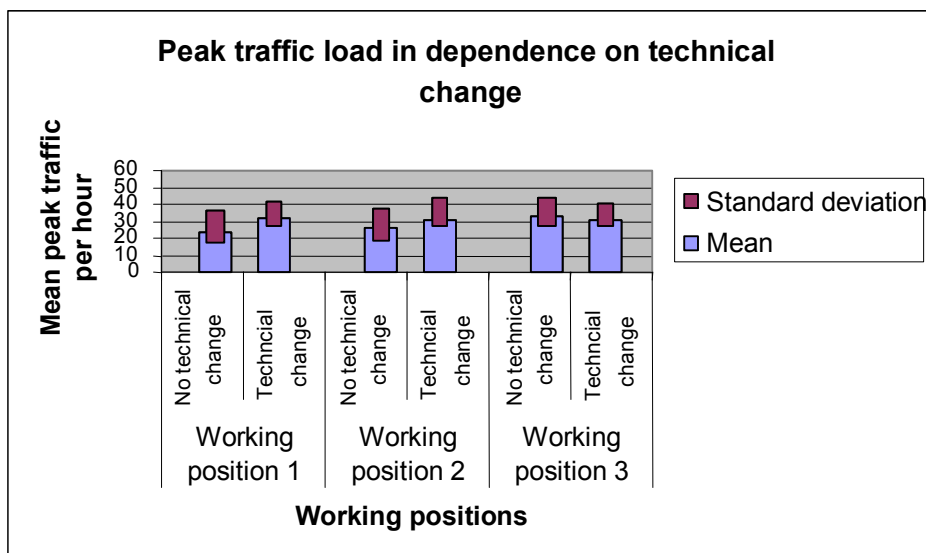 Peak traffic load in dependence on technical
change
Mean peak traffic
per hour
60
50
40
30
20
10
0
No technical
change
Techncial
change
No technical
change
Techncial
change
No technical
change
Techncial
change
Working
position 1
Working
position 2
Working
position 3
Working positions
Standard deviation
Mean